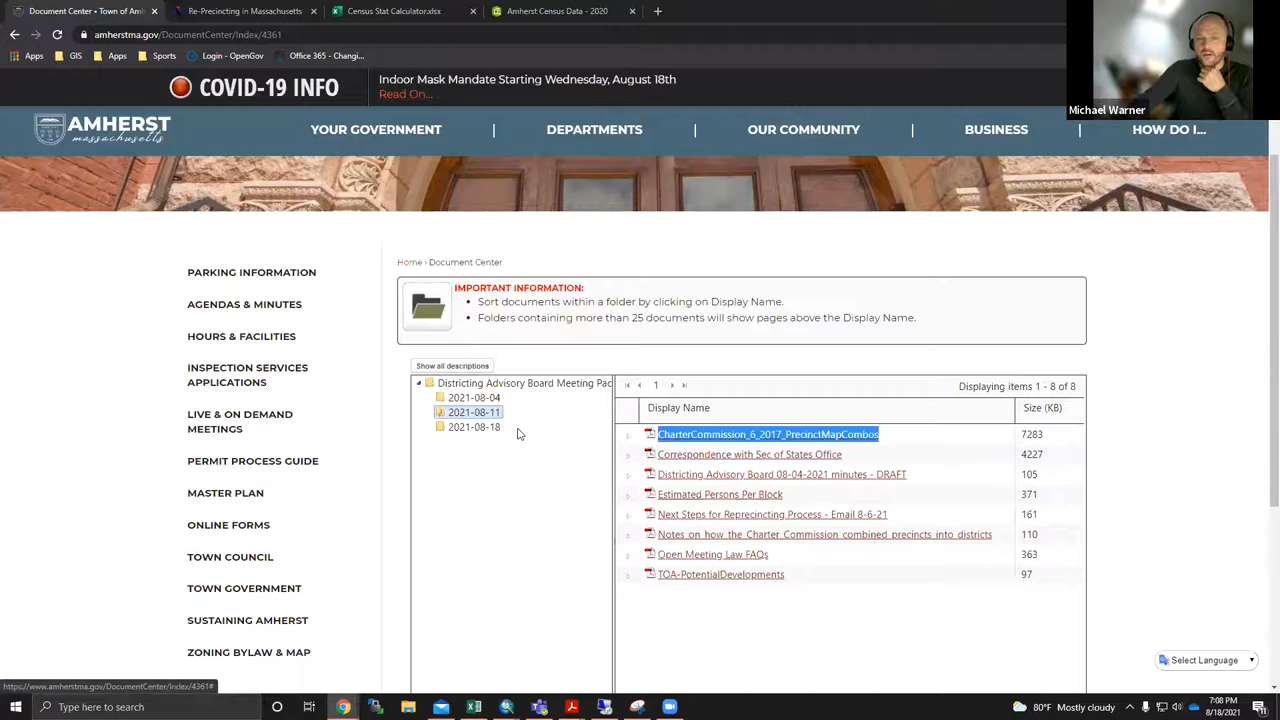 Document Center • Town of Am
Reprecincting in Massachusetts
Census Stat Calculator.xlsx
Amherst Census Data - 2020
amherstma.gov/DocumentCenter/Index/4361
Apps
GIS
Apps
Sports
Login - OpenGov
Office 365 - Changi...
Michael Warner
COVID-19 INFO
Indoor Mask Mandate Starting Wednesday, August 18th
Read On...
AMHERST
Massachusetts
YOUR GOVERNMENT
DEPARTMENTS
OUR COMMUNITY
BUSINESS
HOW DO I...
PARKING INFORMATION
AGENDAS & MINUTES
HOURS & FACILITIES
INSPECTION SERVICES
APPLICATIONS
LIVE & ON DEMAND
MEETINGS
PERMIT PROCESS GUIDE
MASTER PLAN
ONLINE FORMS
TOWN COUNCIL
TOWN GOVERNMENT
SUSTAINING AMHERST
ZONING BYLAW & MAP
Home › Document Center
IMPORTANT INFORMATION:
• Sort documents within a folder by clicking on Display Name.
• Folders containing more than 25 documents will show pages above the Display Name.
Show all descriptions
Districting Advisory Board Meeting Pac
2021-08-04
2021-08-11
2021-08-18
1
Displaying items 1 - 8 of 8
Display Name
Size (KB)
CharterCommission_6_2017_PrecinctMapCombos
7283
Correspondence with Sec of States Office
4227
Districting Advisory Board 08-04-2021 minutes - DRAFT
105
Estimated Persons Per Block
371
Next Steps for Reprecincting Process - Email 8-6-21
161
Notes on how the Charter Commission combined precincts into districts
110
Open Meeting Law FAQs
363
TOA-PotentialDevelopments
97
Select Language
https://www.amherstma.gov/DocumentCenter/Index/4361#
Type here to search
80°F Mostly cloudy
7:08 PM
8/18/2021